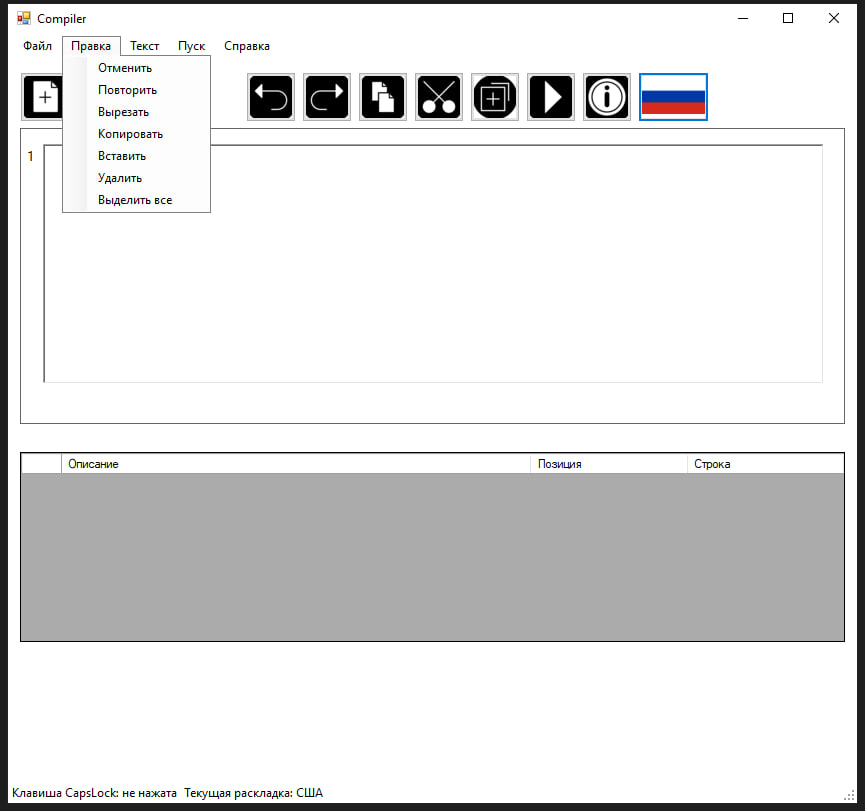 Compiler
Файл Правка Текст Пуск Справка
Отменить
Повторить
Вырезать
Копировать
Вставить
Удалить
Выделить все
1
Описание Позиция Строка
Клавиша CapsLock: не нажата Текущая раскладка: США